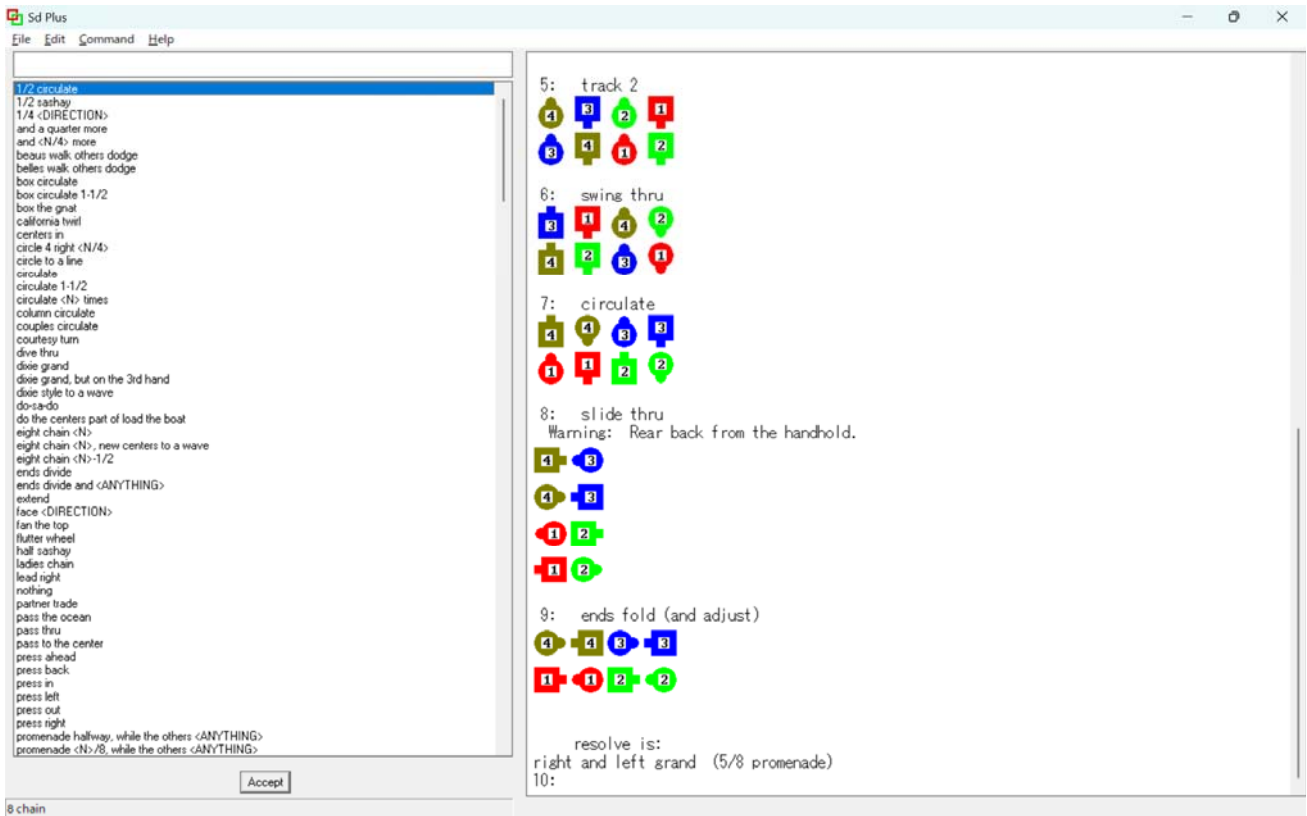 Sd Plus
File Edit Command Help
1/2 circulate
1/2 sashay
1/4 <DIRECTION>
and a quarter more
and <N/4> more
beaus walk others dodge
belles walk others dodge
box circulate
box circulate 1-1/2
box the gnat
california twirl
centers in
circle 4 right <N/4>
circle to a line
circulate
circulate 1-1/2
circulate <N> times
column circulate
couples circulate
courtesy turn
dive thru
dixie grand
dixie grand, but on the 3rd hand
dixie style to a wave
do-sa-do
do the centers part of load the boat
eight chain <N>
eight chain <N>, new centers to a wave
eight chain <N>-1/2
ends divide
ends divide and <ANYTHING>
extend
face <DIRECTION>
fan the top
flutter wheel
half sashay
ladies chain
lead right
nothing
partner trade
pass the ocean
pass thru
pass to the center
press ahead
press back
press in
press left
press out
press right
promenade halfway, while the others <ANYTHING>
promenade <N>/8, while the others <ANYTHING>
Accept
8 chain
5: track 2
4 3 2 1
3 4 1 2
6: swing thru
3 1 4 2
4 2 3 1
7: circulate
4 4 3 3
1 1 2 2
8: slide thru
Warning: Rear back from the handhold.
4 3
4 3
1 2
1 2
9: ends fold (and adjust)
4 4 3 3
1 1 2 2
resolve is:
right and left grand (5/8 promenade)
10: